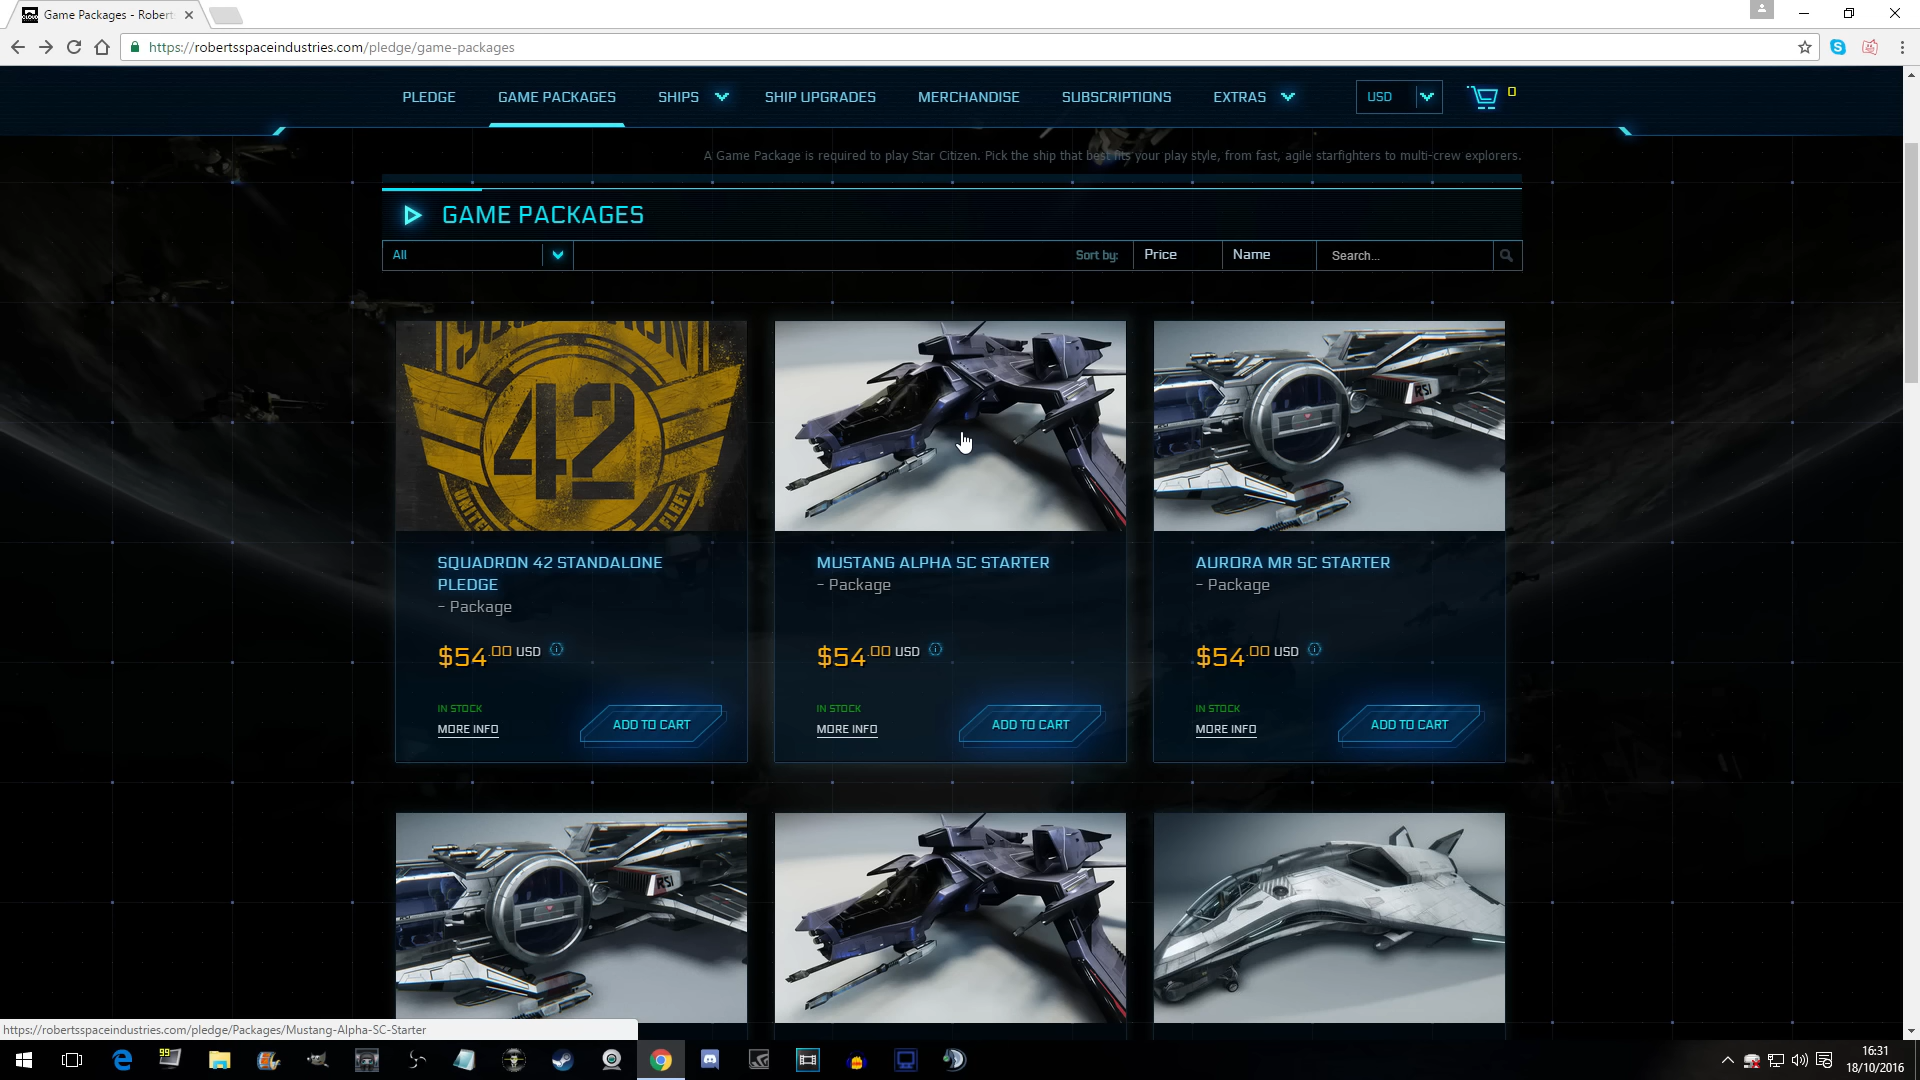 Game Packages - Robert
https://robertsspaceindustries.com/pledge/game-packages
PLEDGE
GAME PACKAGES
SHIPS
SHIP UPGRADES
MERCHANDISE
SUBSCRIPTIONS
EXTRAS
USD
0
A Game Package is required to play Star Citizen. Pick the ship that best fits your play style, from fast, agile starfighters to multi-crew explorers.
GAME PACKAGES
All
Sort by:
Price
Name
Search...
42
UNITE
FLEET
RSI
SQUADRON 42 STANDALONE
PLEDGE
- Package
$54.00 USD
IN STOCK
MORE INFO
ADD TO CART
MUSTANG ALPHA SC STARTER
- Package
$54.00 USD
IN STOCK
MORE INFO
ADD TO CART
AURORA MR SC STARTER
- Package
$54.00 USD
IN STOCK
MORE INFO
ADD TO CART
RSI
https://robertsspaceindustries.com/pledge/Packages/Mustang-Alpha-SC-Starter
99
16:31
18/10/2016